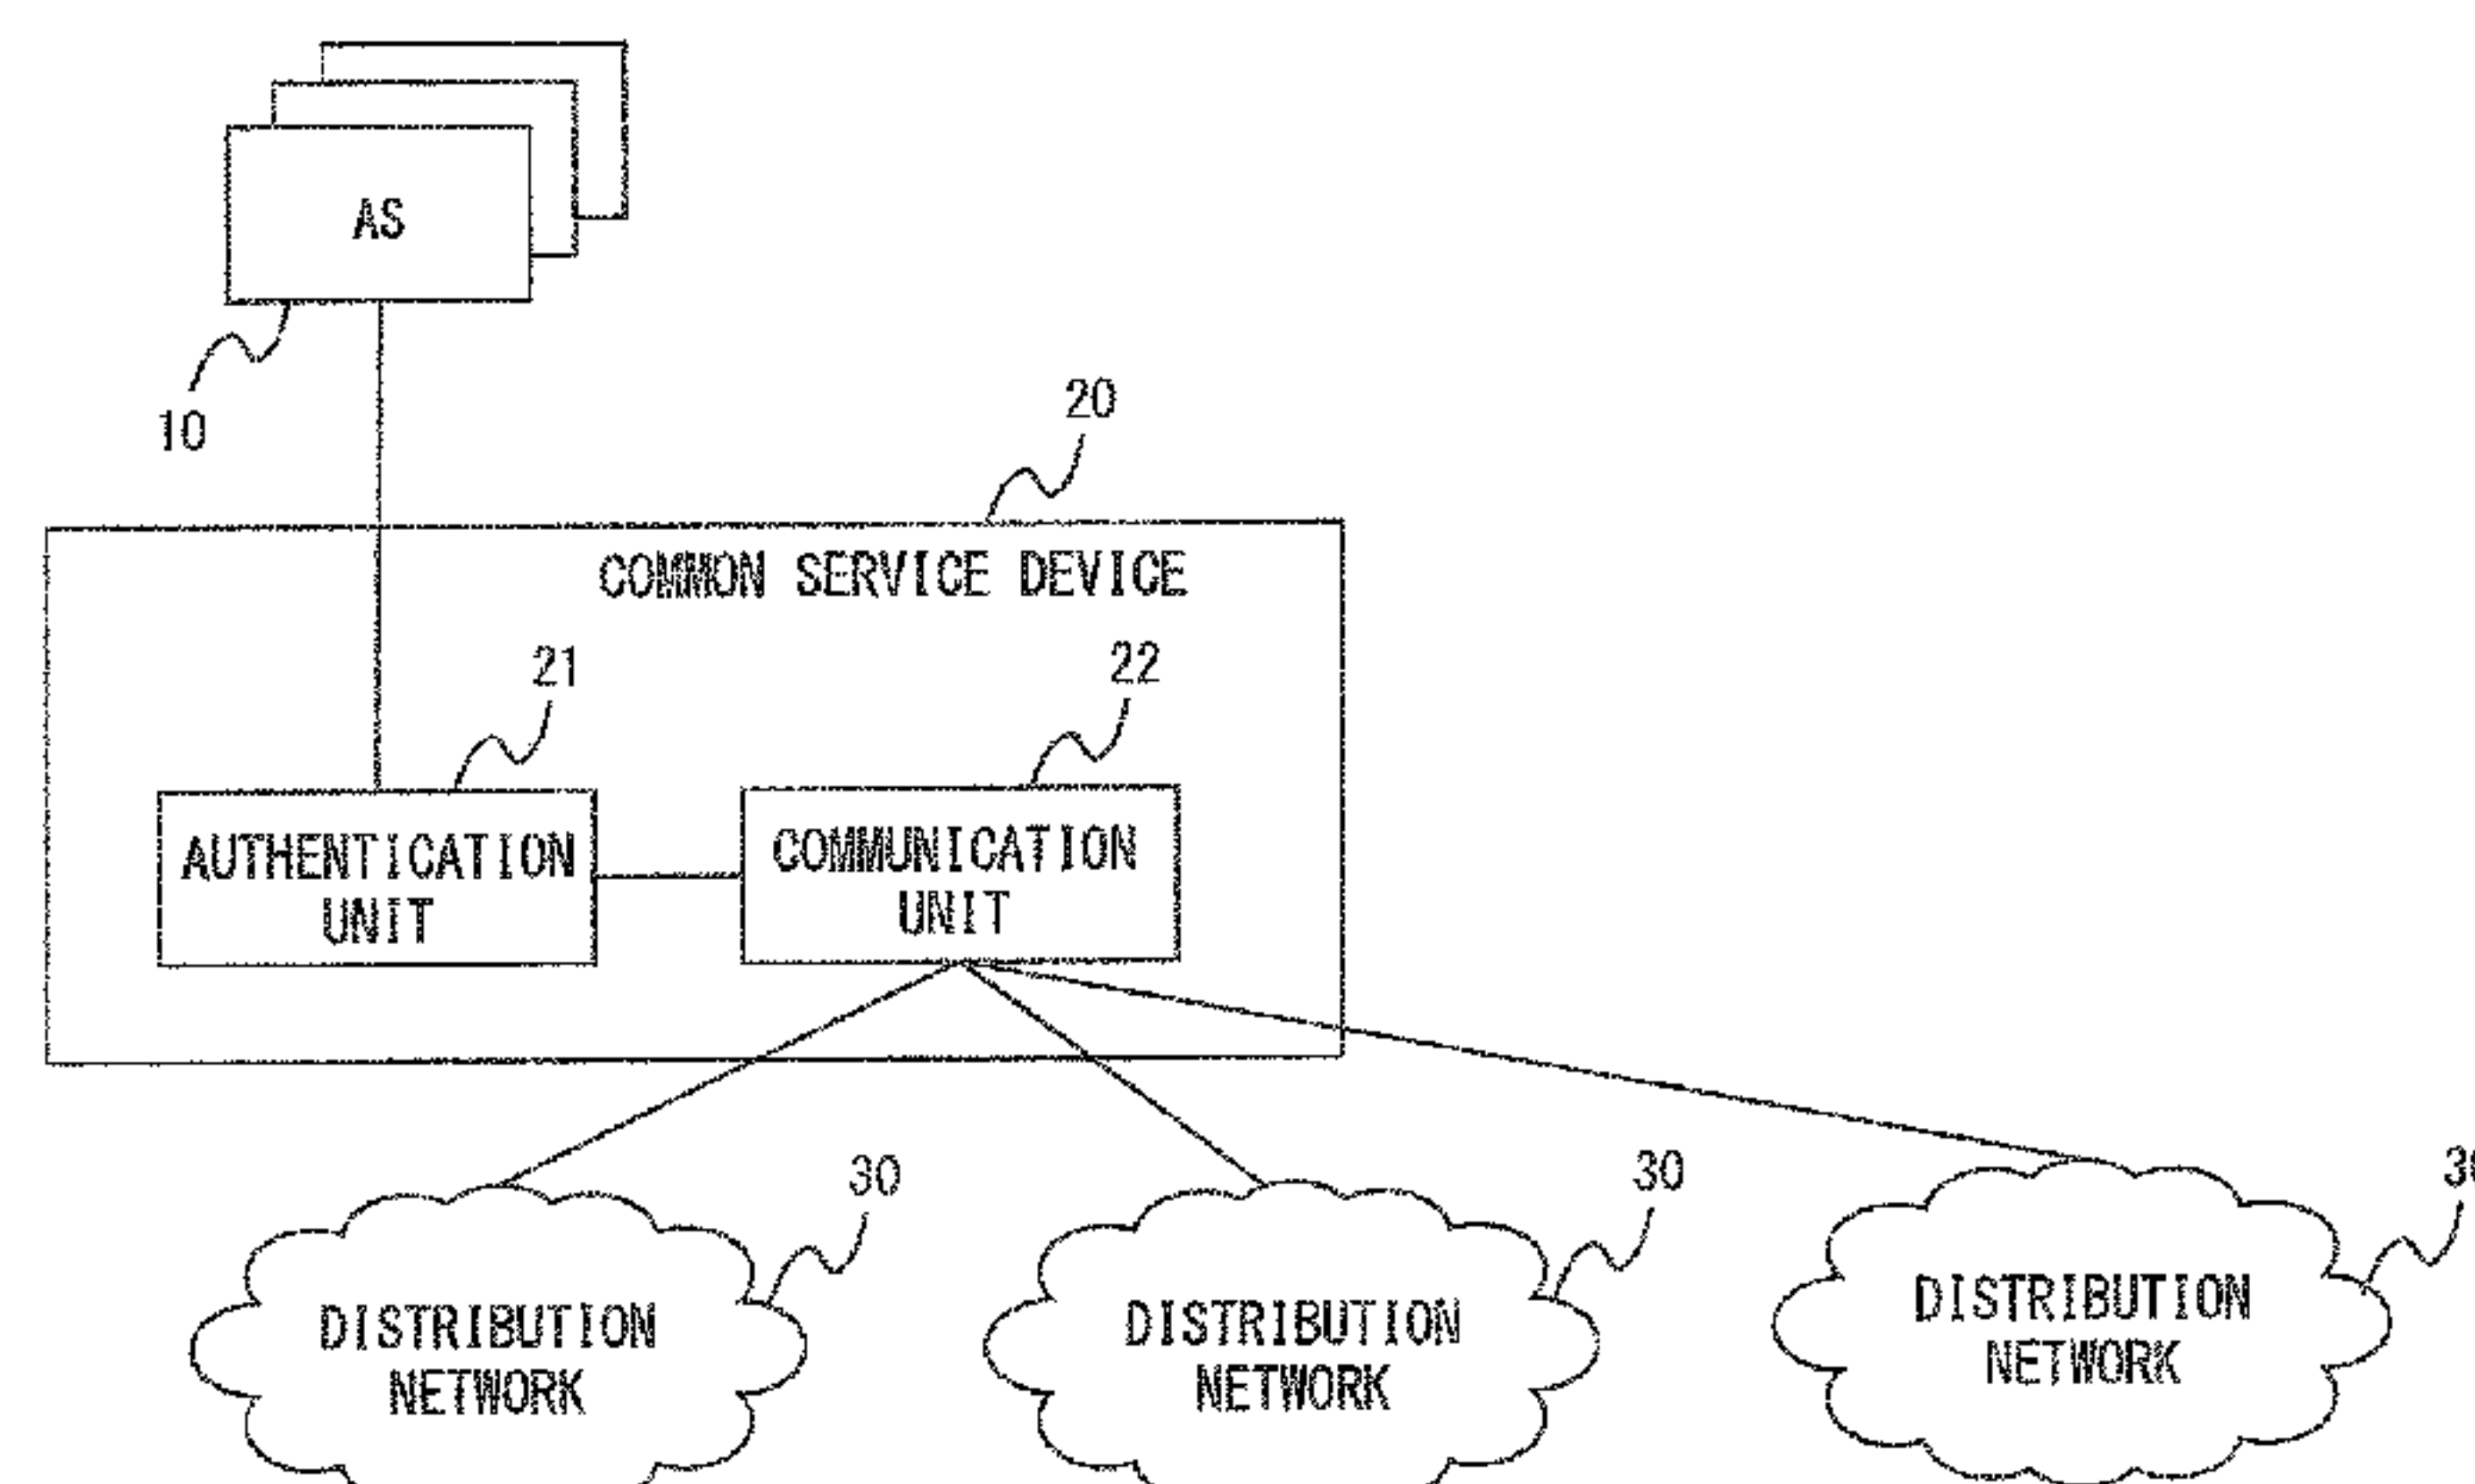 AS
10
20
COMMON SERVICE DEVICE
21
22
AUTHENTICATION
UNIT
COMMUNICATION
UNIT
30
30
DISTRIBUTION
NETWORK
DISTRIBUTION
NETWORK
DISTRIBUTION
NETWORK